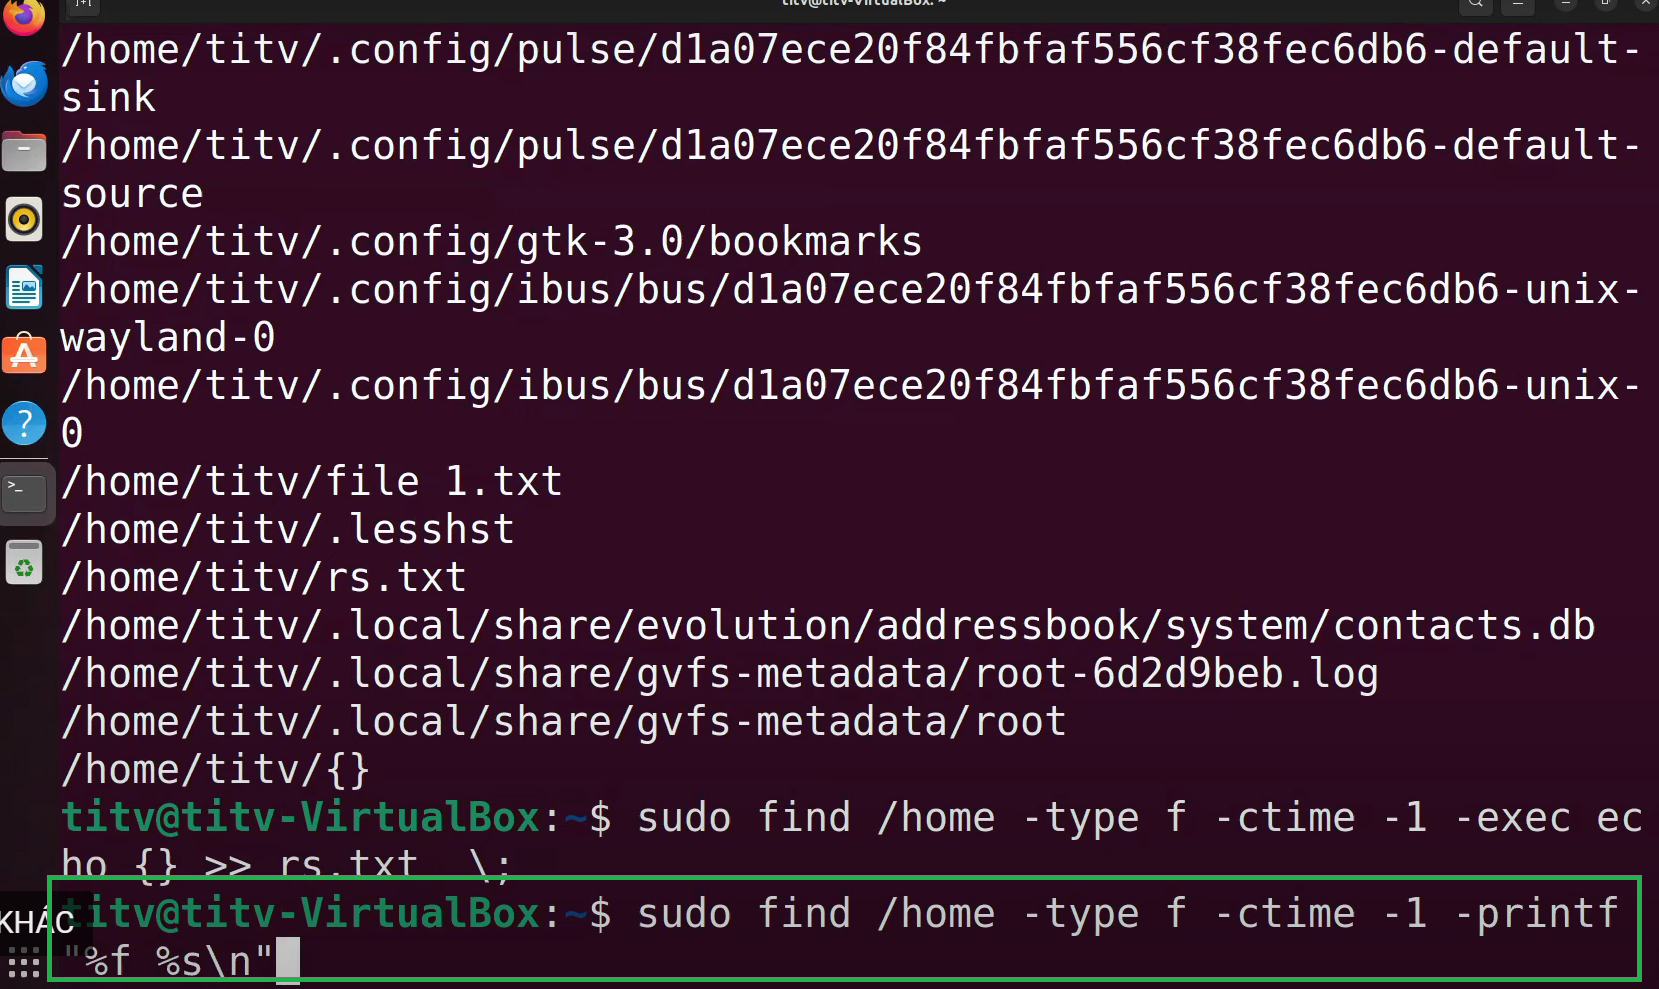 titv@titv-VirtualBox: ~
/home/titv/.config/pulse/d1a07ece20f84fbfaf556cf38fec6db6-default-
sink
/home/titv/.config/pulse/d1a07ece20f84fbfaf556cf38fec6db6-default-
source
/home/titv/.config/gtk-3.0/bookmarks
/home/titv/.config/ibus/bus/d1a07ece20f84fbfaf556cf38fec6db6-unix-
wayland-0
/home/titv/.config/ibus/bus/d1a07ece20f84fbfaf556cf38fec6db6-unix-
0
/home/titv/file 1.txt
/home/titv/.lesshst
/home/titv/rs.txt
/home/titv/.local/share/evolution/addressbook/system/contacts.db
/home/titv/.local/share/gvfs-metadata/root-6d2d9beb.log
/home/titv/.local/share/gvfs-metadata/root
/home/titv/{}
titv@titv-VirtualBox:~$ sudo find /home -type f -ctime -1 -exec ec
ho {} >> rs.txt  \;
titv@titv-VirtualBox:~$ sudo find /home -type f -ctime -1 -printf
"%f %s\n"
KHÁC